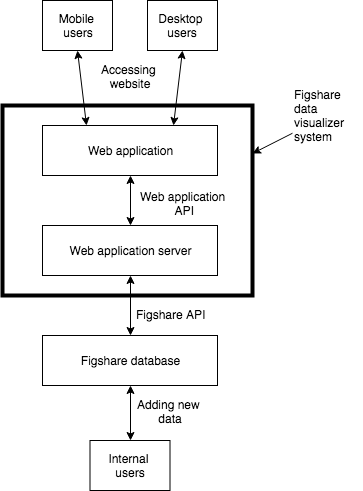 Mobile
users
Desktop
users
Accessing
website
Figshare
data
visualizer
system
Web application
Web application
API
Web application server
Figshare API
Figshare database
Adding new
data
Internal
users